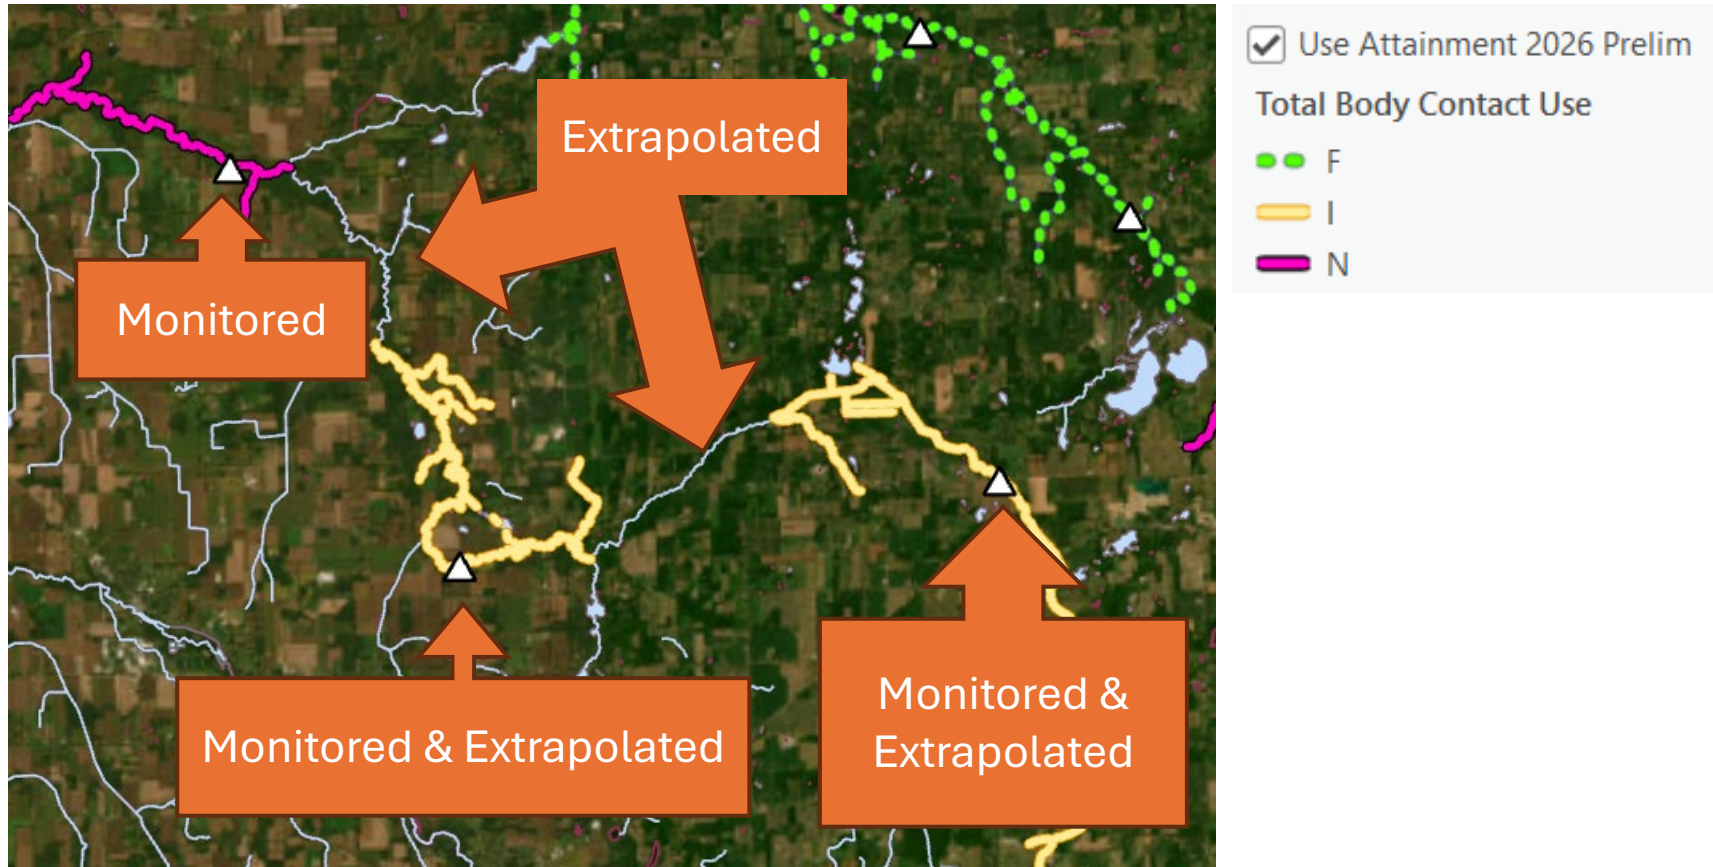 Extrapolated
Monitored
Monitored & Extrapolated
Monitored &
Extrapolated
Use Attainment 2026 Prelim
Total Body Contact Use
F
I
N